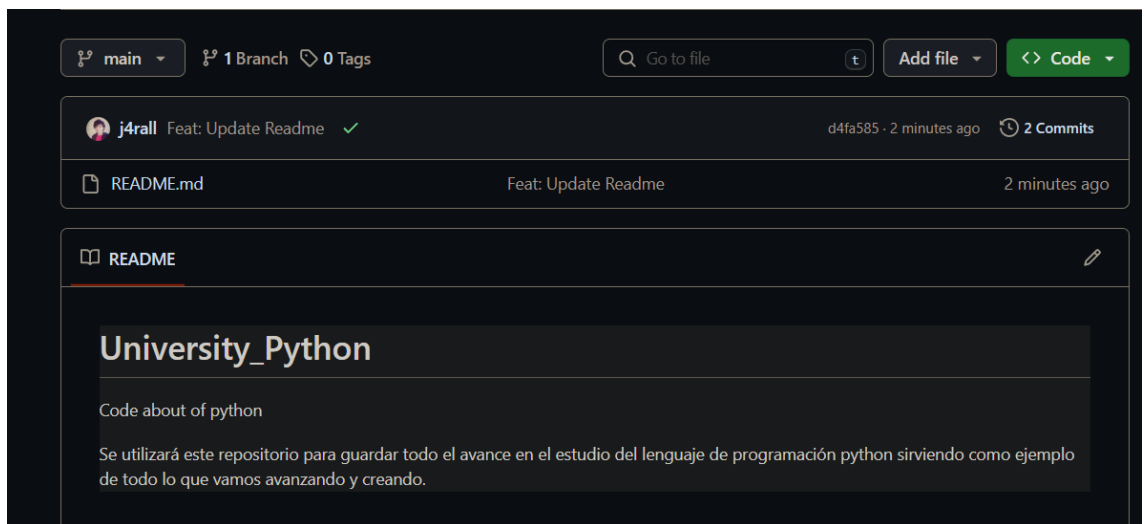 main 1 Branch 0 Tags Go to file t Add file <> Code
j4rall Feat: Update Readme d4fa585 · 2 minutes ago 2 Commits
README.md Feat: Update Readme 2 minutes ago
README
University_Python
Code about of python
Se utilizará este repositorio para guardar todo el avance en el estudio del lenguaje de programación python sirviendo como ejemplo
de todo lo que vamos avanzando y creando.